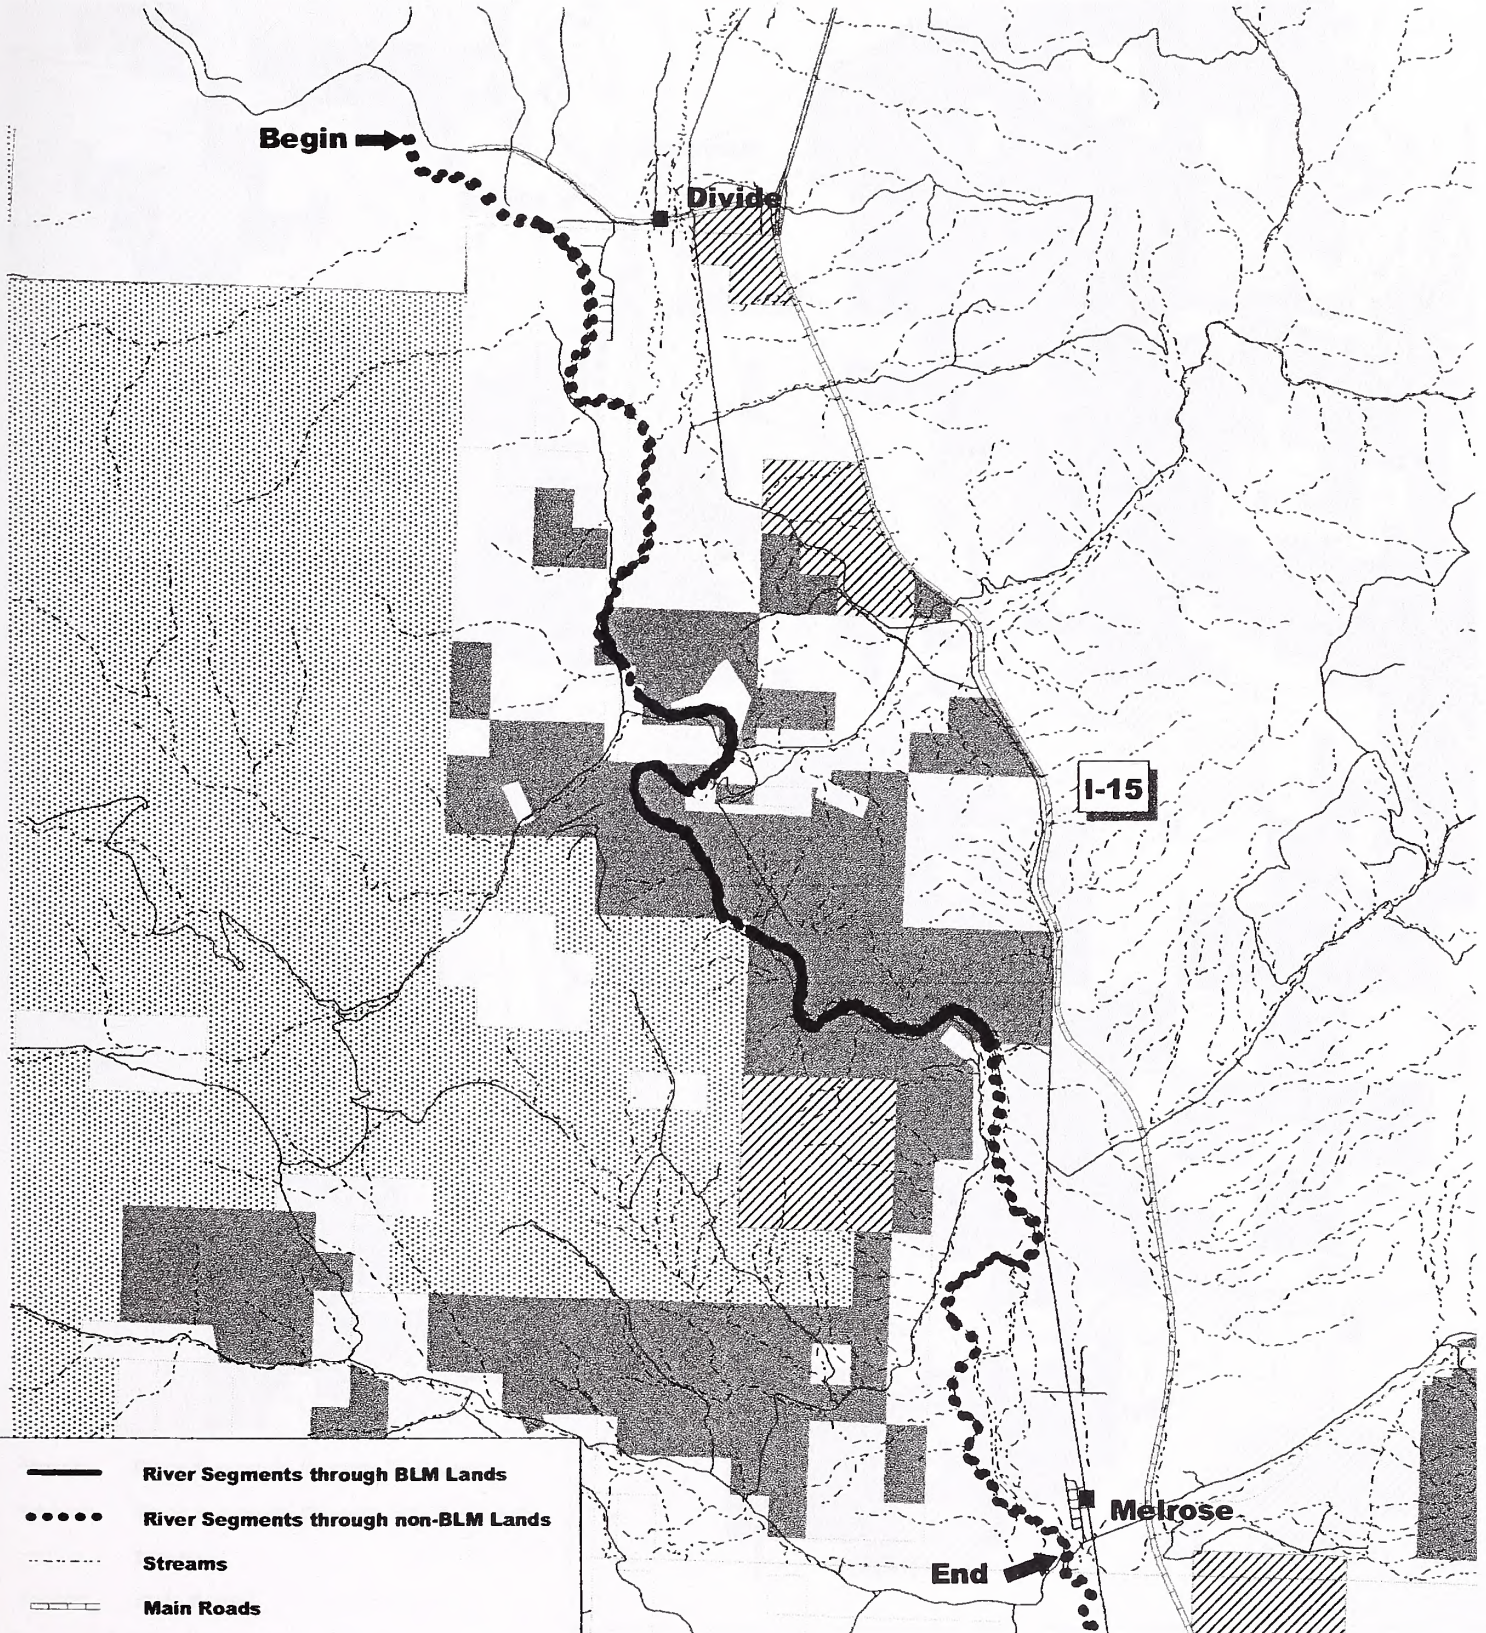 Begin
Divide
I-15
River Segments through BLM Lands
River Segments through non-BLM Lands
Melrose
Streams
End
Main Roads